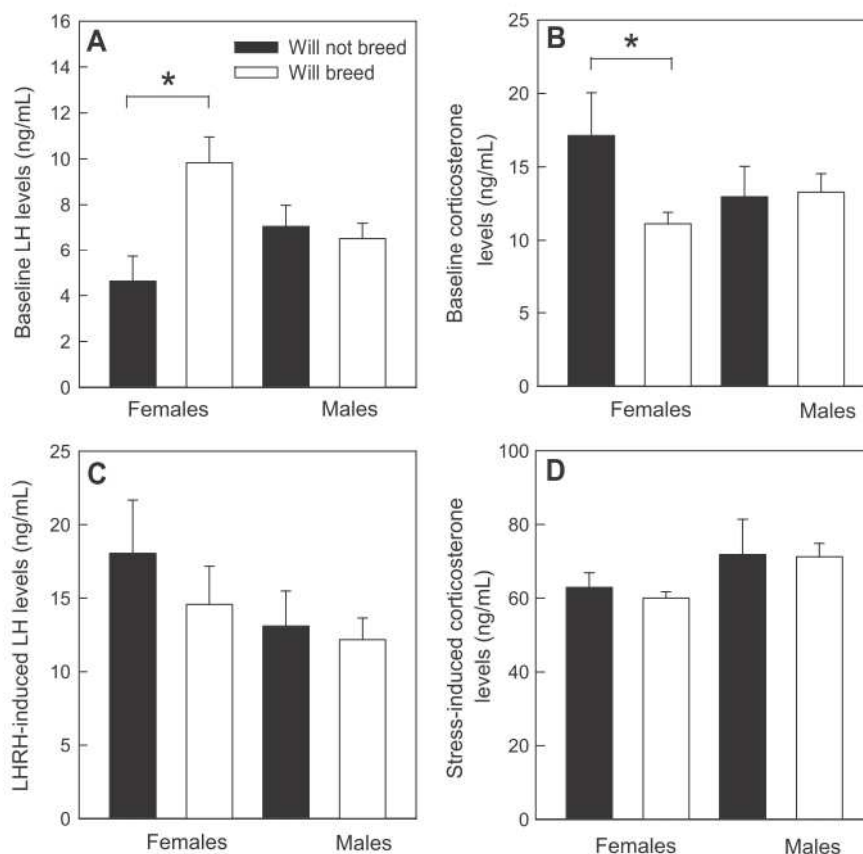 A
Will not breed
Will breed
*
Baseline LH levels (ng/mL)
16
14
12
10
8
6
4
2
0
Females
Males
B
*
Baseline corticosterone
levels (ng/mL)
25
20
15
10
5
0
Females
Males
C
LHRH-induced LH levels (ng/mL)
25
20
15
10
5
0
Females
Males
D
Stress-induced corticosterone
levels (ng/mL)
100
80
60
40
20
0
Females
Males